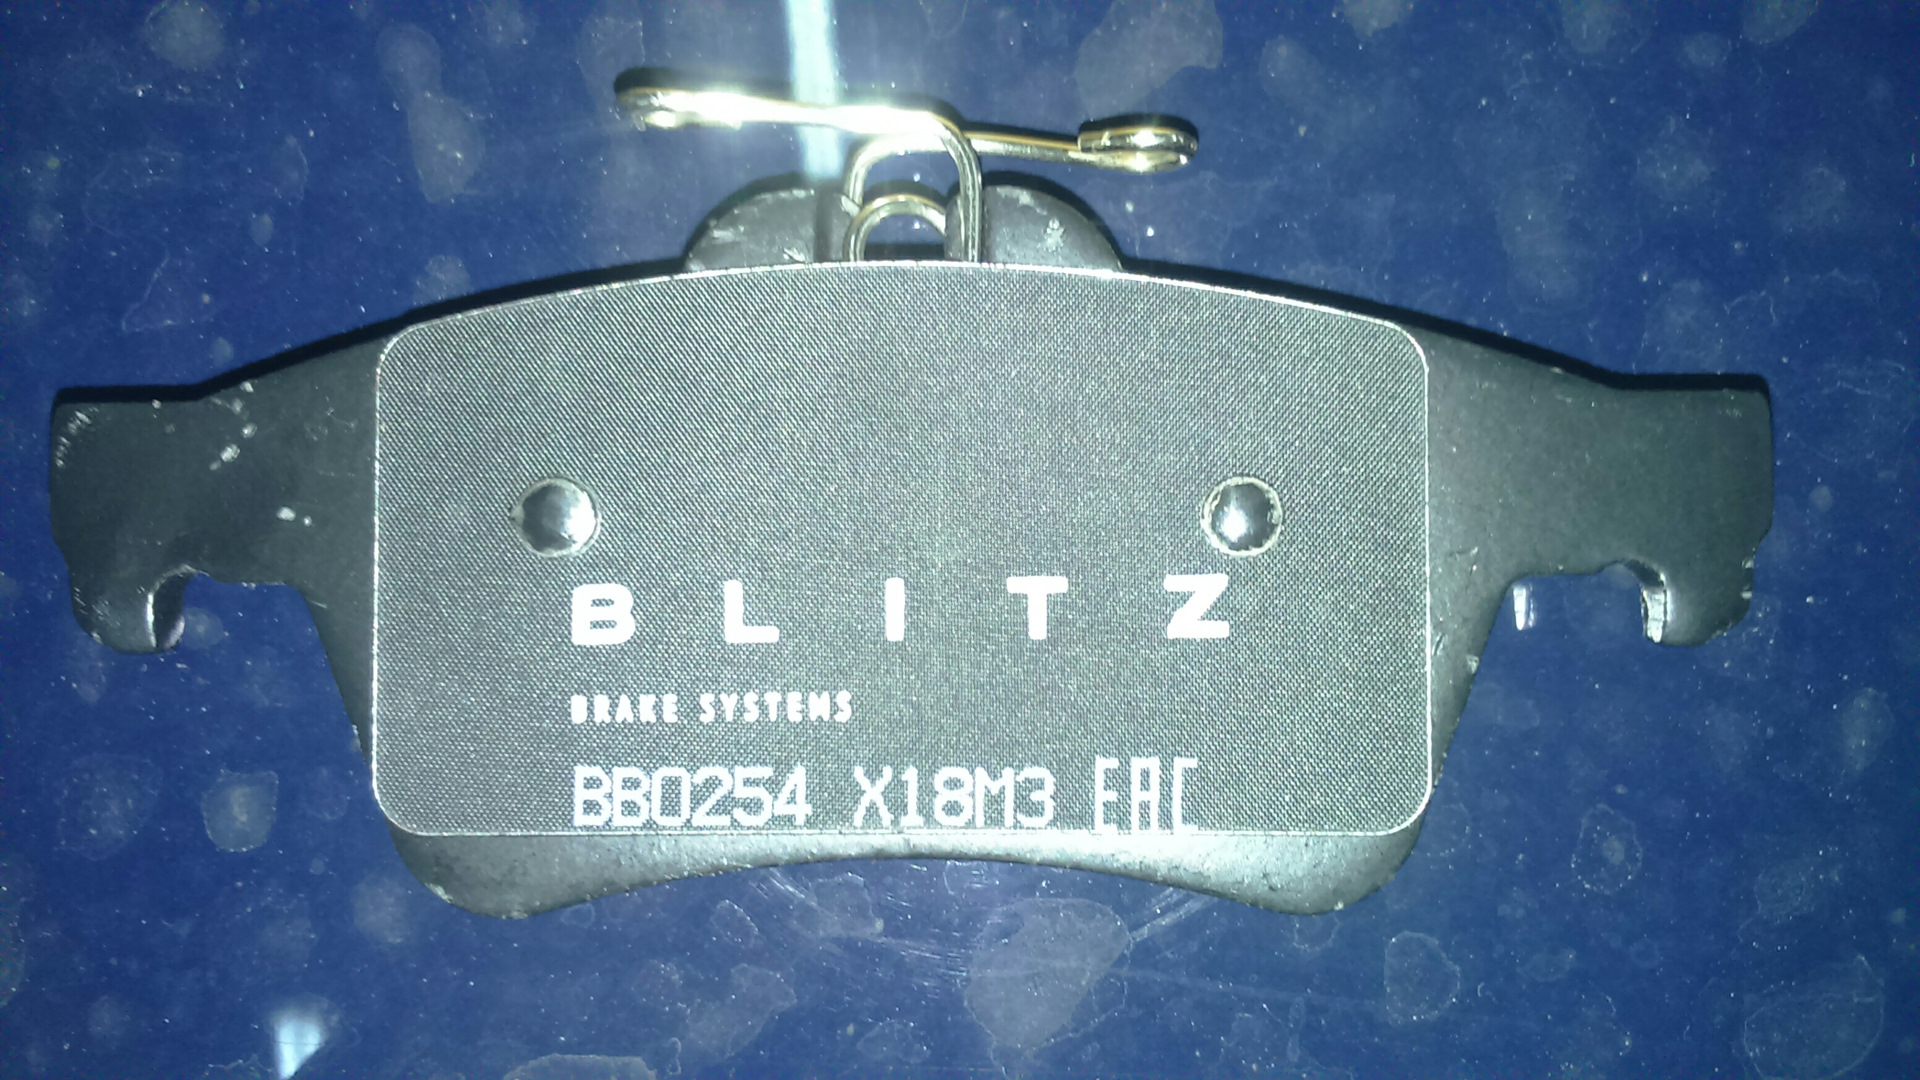 BLITZ
BRAKE SYSTEMS
BB0254 X18M3 EAC